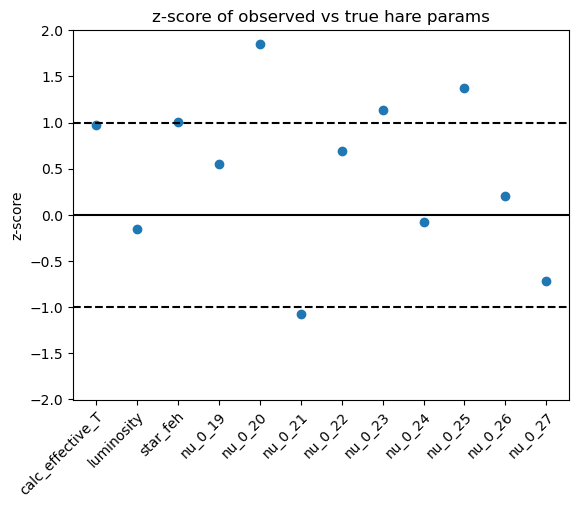 z-score of observed vs true hare params
2.0
1.5
1.0
0.5
0.0
−0.5
−1.0
−1.5
−2.0
z-score
calc_effective_T
luminosity
star_feh
nu_0_19
nu_0_20
nu_0_21
nu_0_22
nu_0_23
nu_0_24
nu_0_25
nu_0_26
nu_0_27